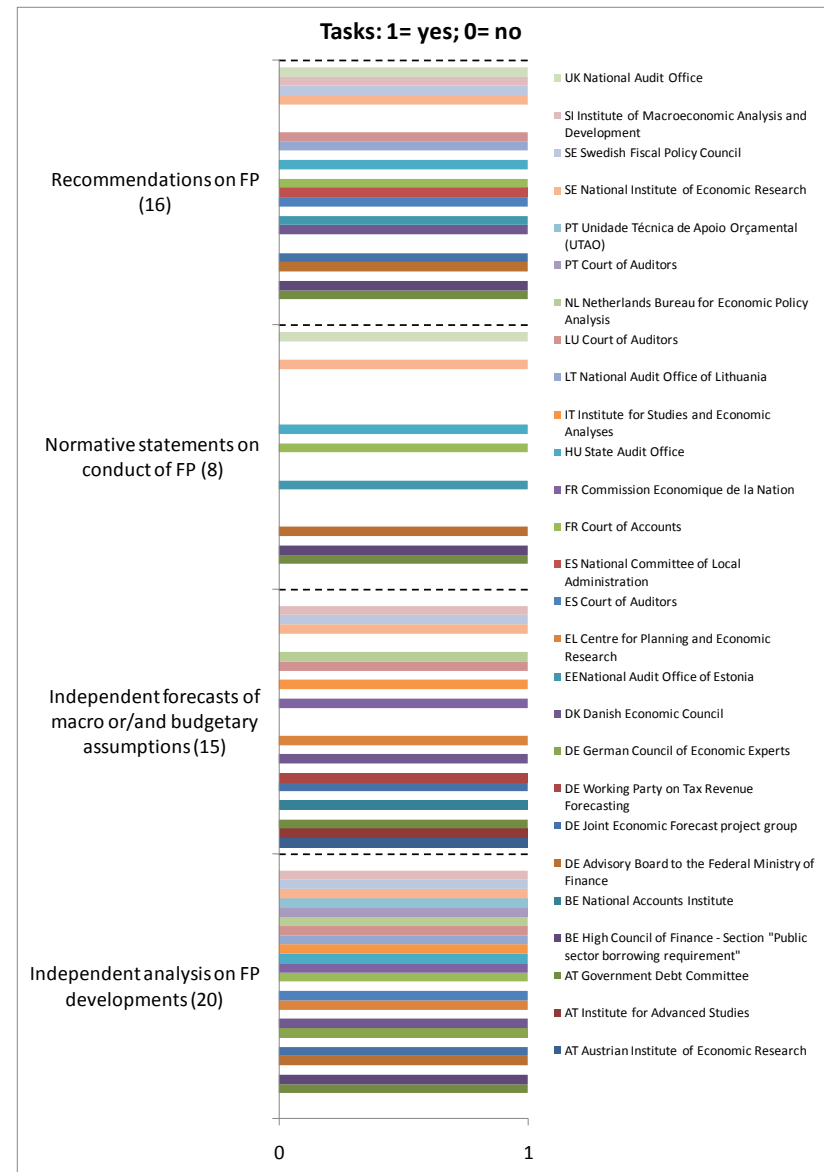 Tasks: 1= yes; 0= no
Recommendations on FP
(16)
Normative statements on
conduct of FP (8)
Independent forecasts of
macro or/and budgetary
assumptions (15)
Independent analysis on FP
developments (20)
0
1
UK National Audit Office
SI Institute of Macroeconomic Analysis and
Development
SE Swedish Fiscal Policy Council
SE National Institute of Economic Research
PT Unidade Técnica de Apoio Orçamental
(UTAO)
PT Court of Auditors
NL Netherlands Bureau for Economic Policy
Analysis
LU Court of Auditors
LT National Audit Office of Lithuania
IT Institute for Studies and Economic
Analyses
HU State Audit Office
FR Commission Economique de la Nation
FR Court of Accounts
ES National Committee of Local
Administration
ES Court of Auditors
EL Centre for Planning and Economic
Research
EENational Audit Office of Estonia
DK Danish Economic Council
DE German Council of Economic Experts
DE Working Party on Tax Revenue
Forecasting
DE Joint Economic Forecast project group
DE Advisory Board to the Federal Ministry of
Finance
BE National Accounts Institute
BE High Council of Finance - Section "Public
sector borrowing requirement"
AT Government Debt Committee
AT Institute for Advanced Studies
AT Austrian Institute of Economic Research